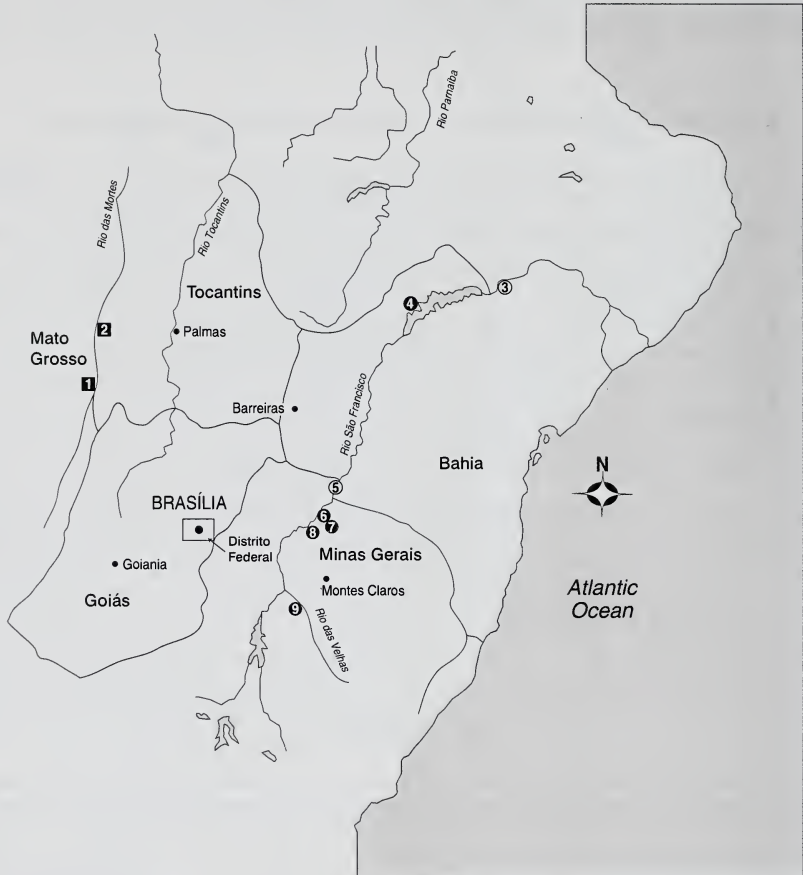 Rio Parnaíba
Rio das Mortes
Rio Tocantins
Tocantins
3
4
2
Palmas
Mato
Grosso
1
Rio São Francisco
Barreiras
Bahia
N
5
BRASÍLIA
6
7
8
Distrito
Federal
Minas Gerais
Goiania
Montes Claros
Atlantic
Ocean
Goiás
9
Rio das Velhas